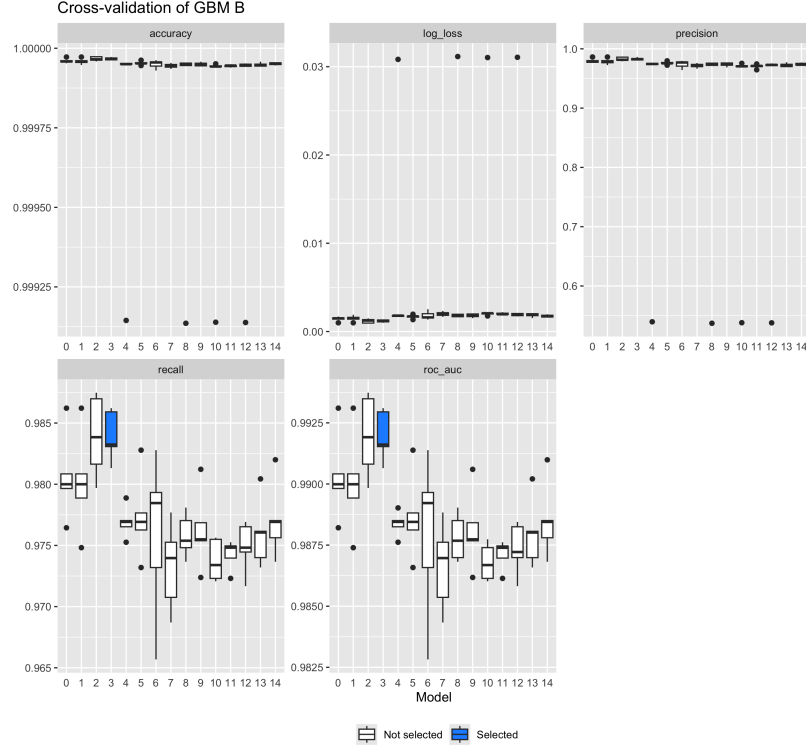 Cross-validation of GBM B
accuracy
log_loss
precision
1.00000
0.99975
0.99950
0.99925
0.03
0.02
0.01
0.00
1.0
0.9
0.8
0.7
0.6
0 1 2 3 4 5 6 7 8 9 10 11 12 13 14
0 1 2 3 4 5 6 7 8 9 10 11 12 13 14
0 1 2 3 4 5 6 7 8 9 10 11 12 13 14
recall
roc_auc
0.985
0.980
0.975
0.970
0.965
0.9925
0.9900
0.9875
0.9850
0.9825
0 1 2 3 4 5 6 7 8 9 10 11 12 13 14
0 1 2 3 4 5 6 7 8 9 10 11 12 13 14
Model
Not selected
Selected